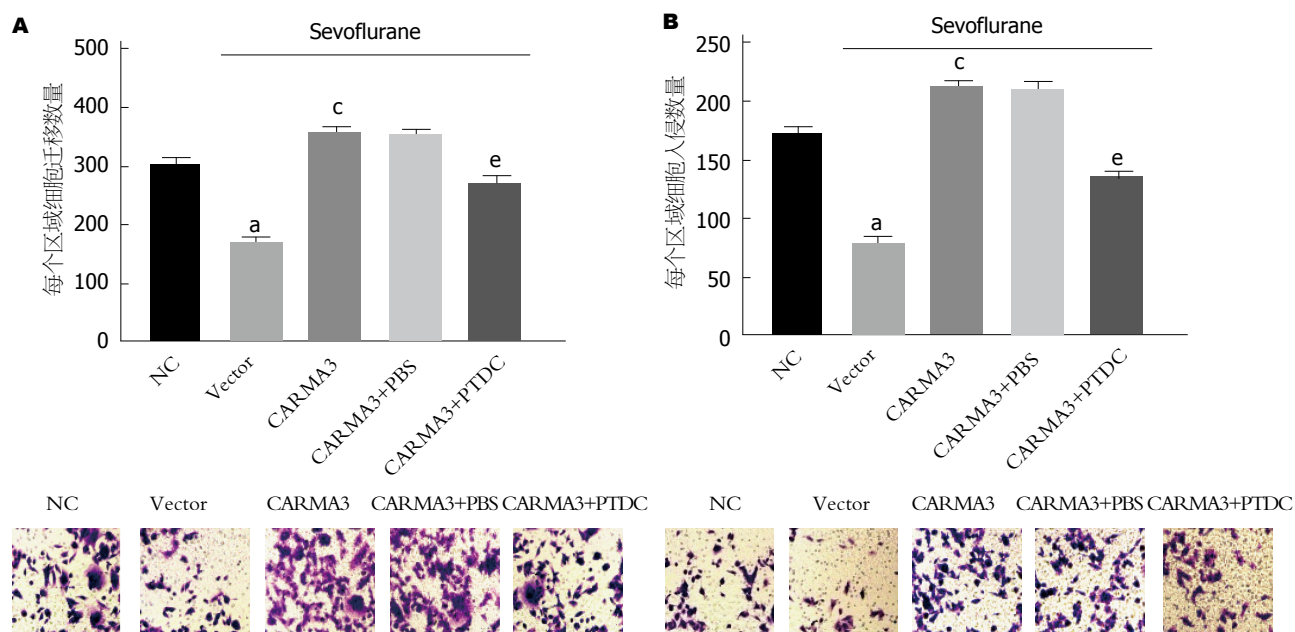 A
Sevoflurane
每个区域细胞迁移数量
500
400
300
200
100
0
a
c
e
NC
Vector
CARMA3
CARMA3+PBS
CARMA3+PTDC
NC
Vector
CARMA3
CARMA3+PBS
CARMA3+PTDC
B
Sevoflurane
每个区域细胞入侵数量
250
200
150
100
50
0
a
c
e
NC
Vector
CARMA3
CARMA3+PBS
CARMA3+PTDC
NC
Vector
CARMA3
CARMA3+PBS
CARMA3+PTDC